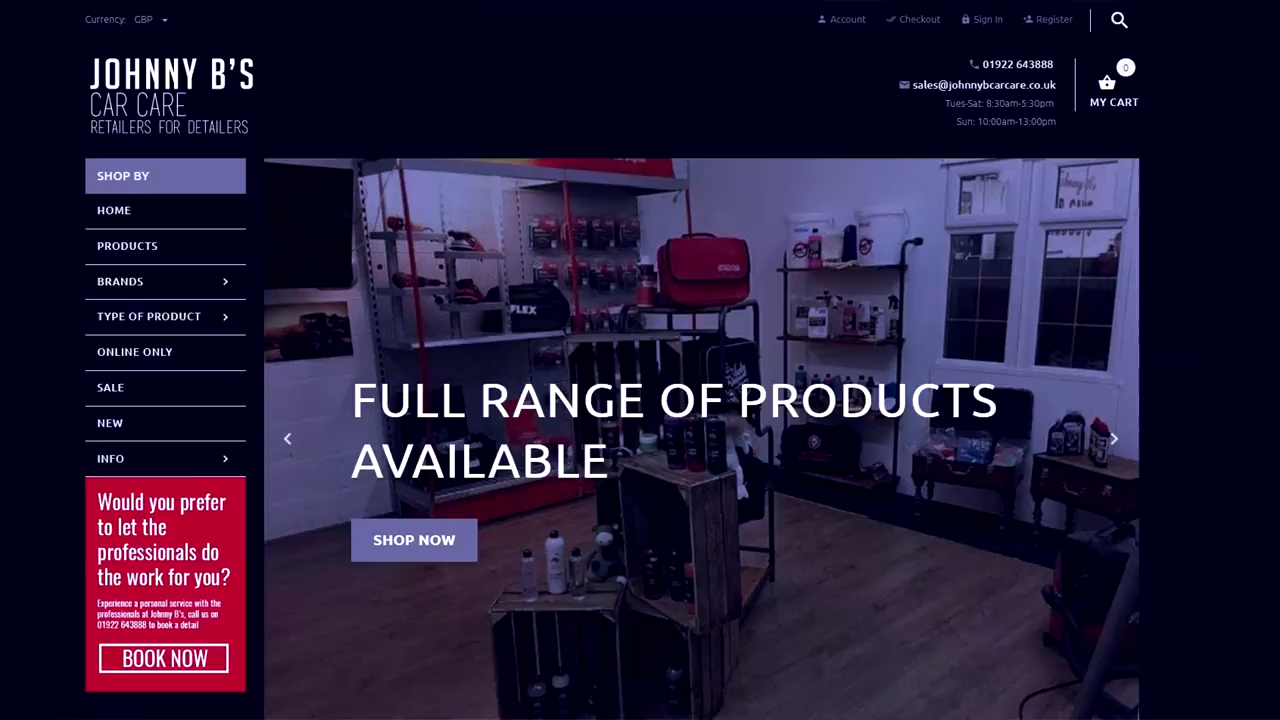 Currency: GBP
Account
Checkout
Sign In
Register
JOHNNY B'S
CAR CARE
RETAILERS FOR DETAILERS
01922 643888
sales@johnnybcarcare.co.uk
Tues-Sat: 8:30am-5:30pm
Sun: 10:00am-13:00pm
0
MY CART
SHOP BY
HOME
PRODUCTS
BRANDS
TYPE OF PRODUCT
ONLINE ONLY
SALE
NEW
INFO
FLEX
FULL RANGE OF PRODUCTS
AVAILABLE
SHOP NOW
Would you prefer
to let the
professionals do
the work for you?
Experience a personal service with the
professionals at Johnny B's, call us on
01922 643888 to book a detail
BOOK NOW